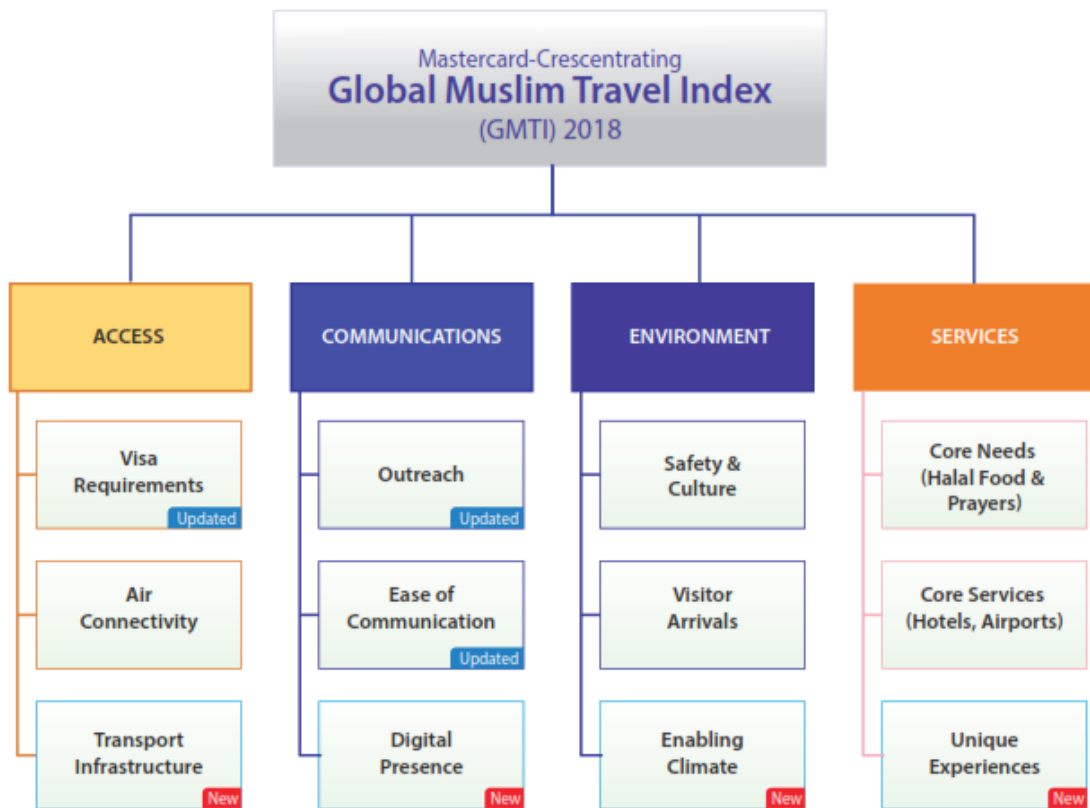 Mastercard-Crescentrating
Global Muslim Travel Index
(GMTI) 2018
ACCESS
Visa
Requirements
Updated
Air
Connectivity
Transport
Infrastructure
New
COMMUNICATIONS
Outreach
Updated
Ease of
Communication
Updated
Digital
Presence
New
ENVIRONMENT
Safety &
Culture
Visitor
Arrivals
Enabling
Climate
New
SERVICES
Core Needs
(Halal Food &
Prayers)
Core Services
(Hotels, Airports)
Unique
Experiences
New